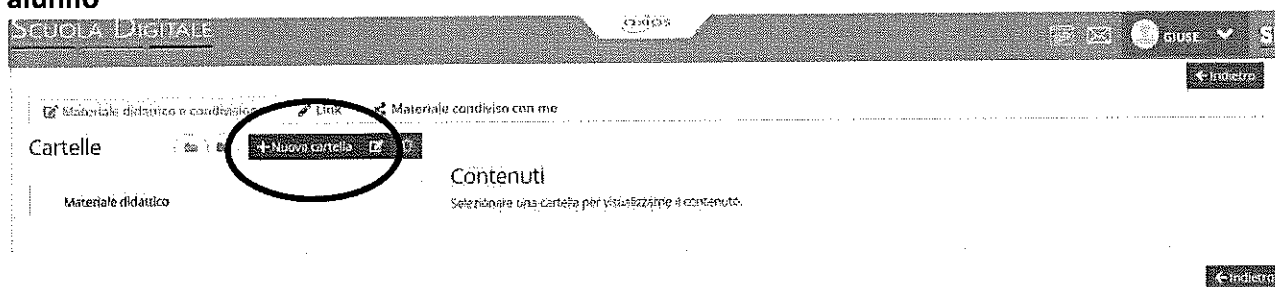 alunno
SCUOLA DIGITALE
axios
GIUSE
S
← Indietro
Materiale didattico e condivisione Link Materiale condiviso con me
Cartelle + Nuova cartella
Contenuti
Materiale didattico Selezionare una cartella per visualizzarne il contenuto.
← Indietro